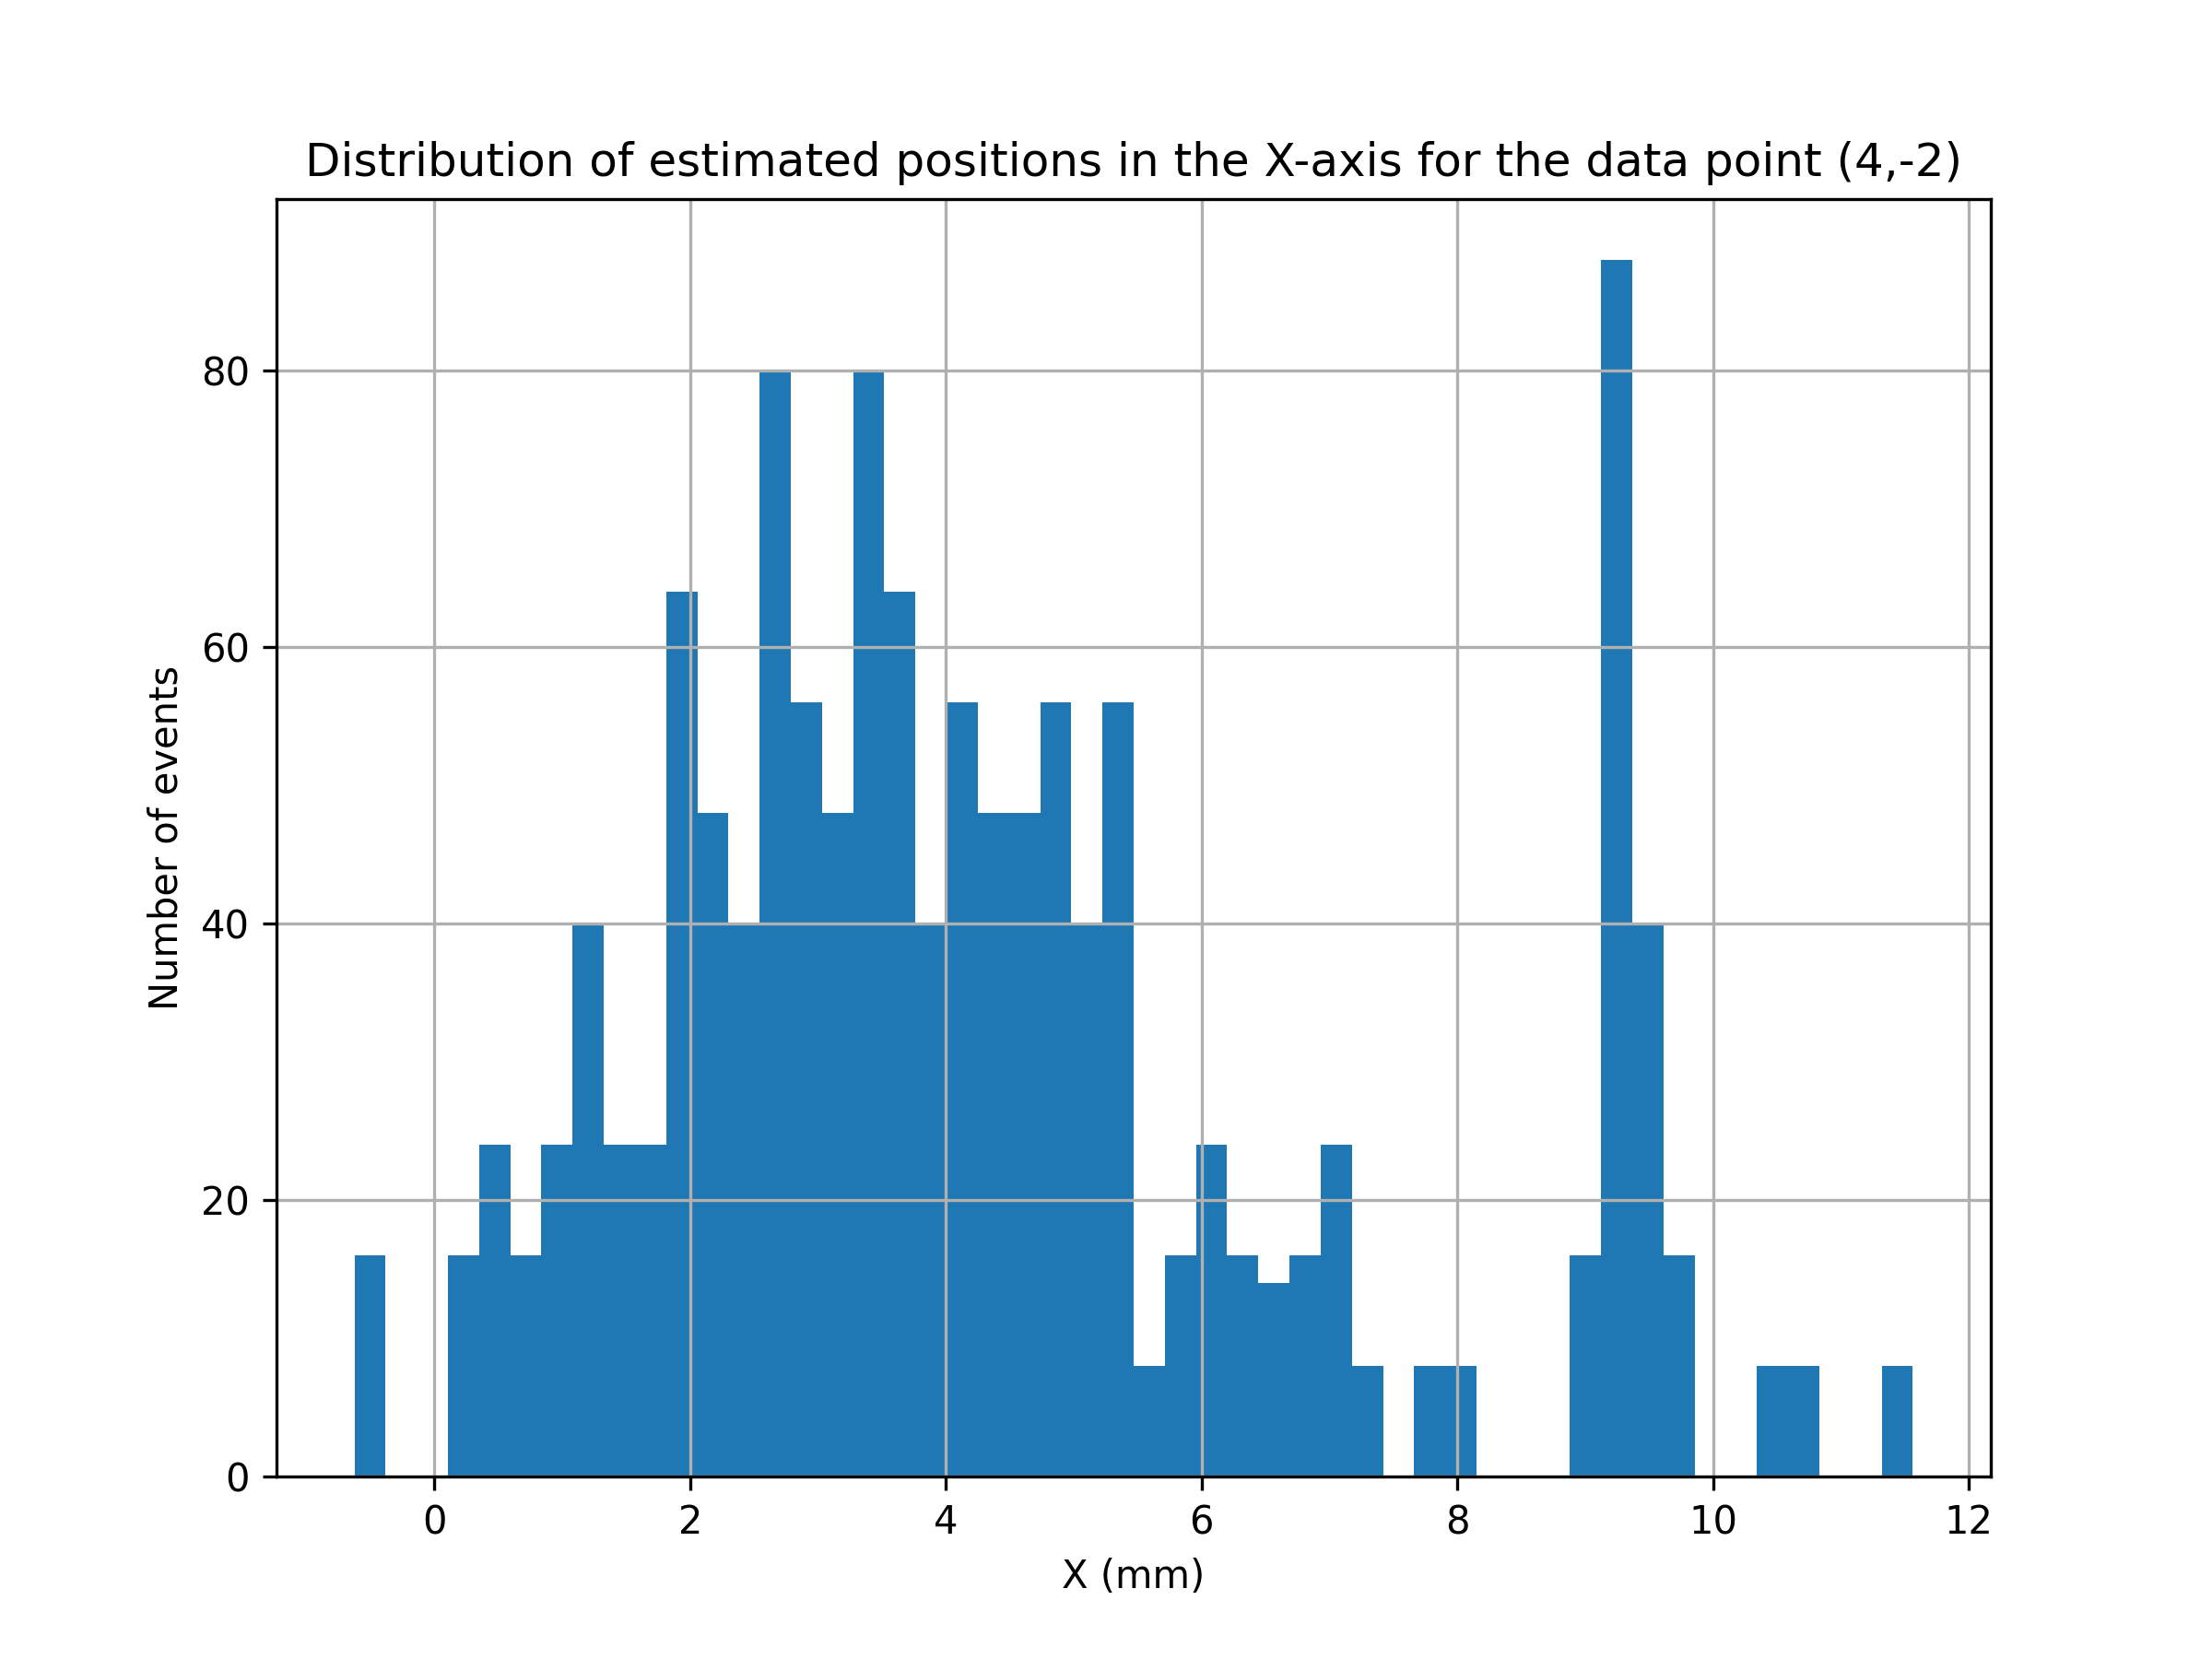 Distribution of estimated positions in the X-axis for the data point (4,-2)
Number of events
80
60
40
20
0
0 2 4 6 8 10 12
X (mm)